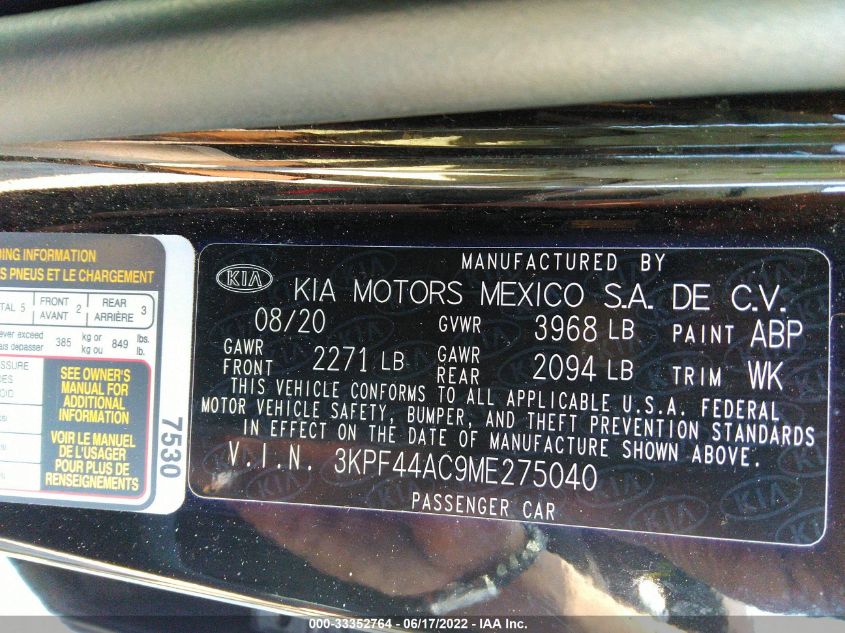 DING INFORMATION
S PNEUS ET LE CHARGEMENT
TAL 5 FRONT AVANT 2 REAR ARRIÈRE 3
ever exceed
ais dépasser 385 kg or kg ou 849 lbs. lb.
SEE OWNER'S
MANUAL FOR
ADDITIONAL
INFORMATION
VOIR LE MANUEL
DE L'USAGER
POUR PLUS DE
RENSEIGNEMENTS
7530
KIA
MANUFACTURED BY
KIA MOTORS MEXICO S.A. DE C.V.
08/20 GVWR 3968 LB PAINT ABP
GAWR FRONT 2271 LB GAWR REAR 2094 LB TRIM WK
THIS VEHICLE CONFORMS TO ALL APPLICABLE U.S.A. FEDERAL
MOTOR VEHICLE SAFETY, BUMPER, AND THEFT PREVENTION STANDARDS
IN EFFECT ON THE DATE OF MANUFACTURE SHOWN ABOVE.
V.I.N. 3KPF44AC9ME275040
PASSENGER CAR
000-33352764 - 06/17/2022 - IAA Inc.